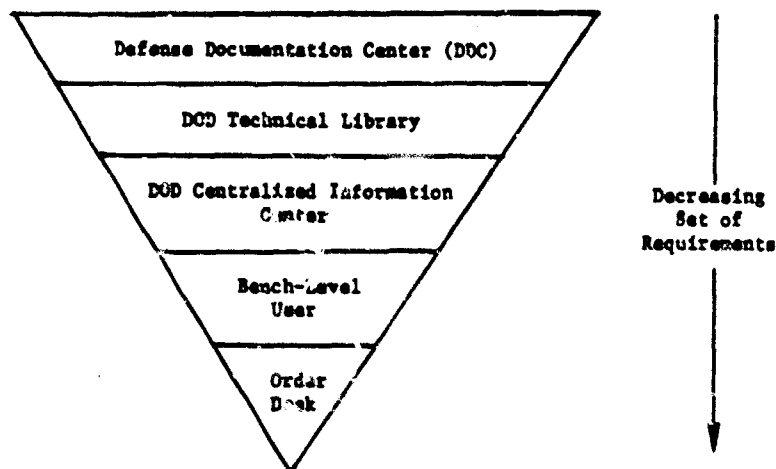 Defense Documentation Center (DDC)
DOD Technical Library
DOD Centralized Information
Center
Decreasing
Set of
Requirements
Bench-Level
User
Order
Desk